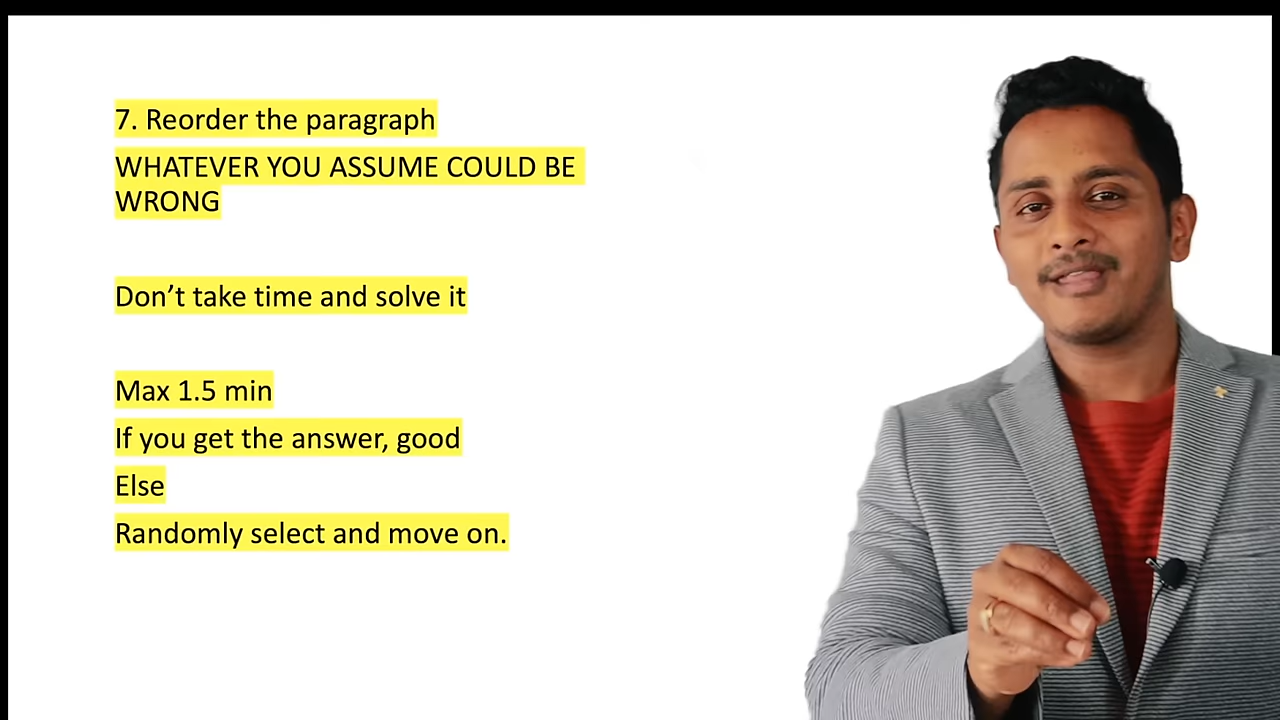 7. Reorder the paragraph
WHATEVER YOU ASSUME COULD BE
WRONG
Don’t take time and solve it
Max 1.5 min
If you get the answer, good
Else
Randomly select and move on.